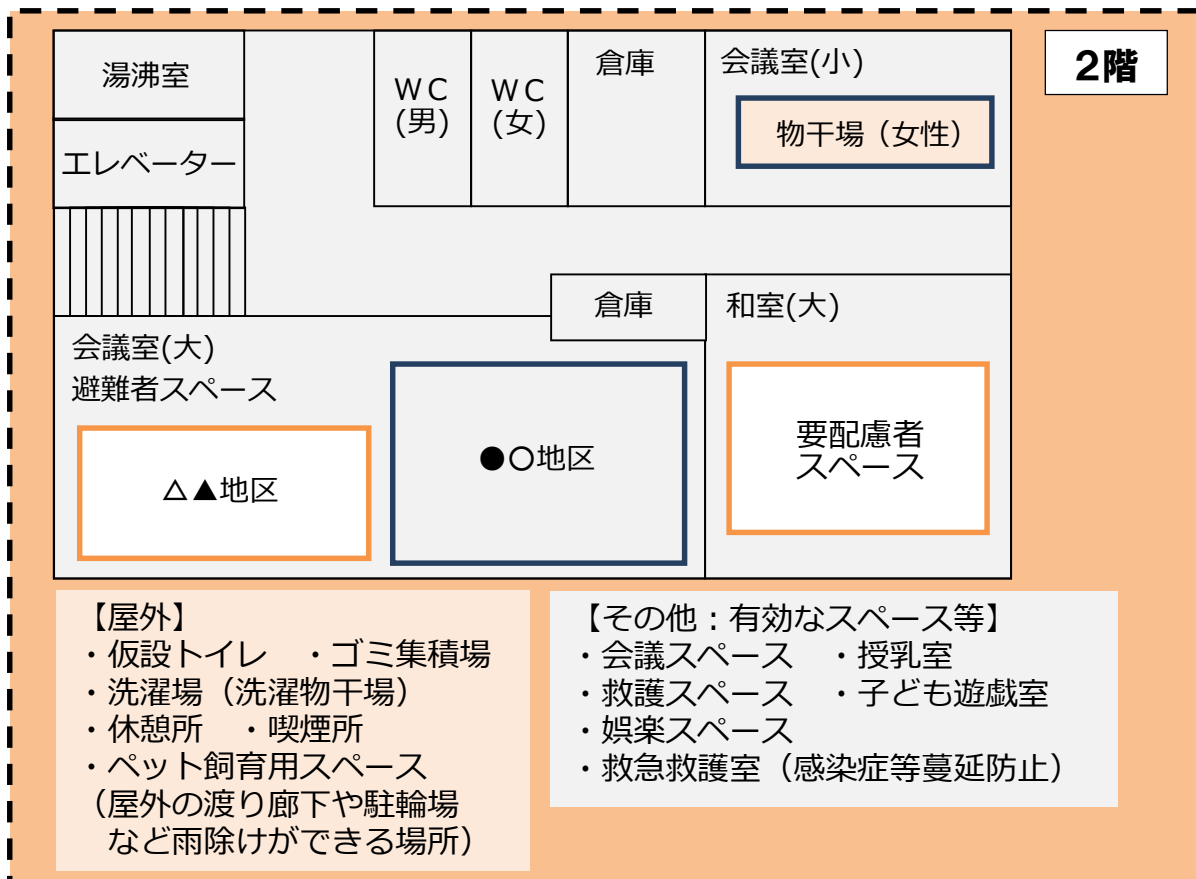 2階
湯沸室
エレベーター
ＷＣ
(男)
ＷＣ
(女)
倉庫
会議室(小)
物干場（女性）
倉庫
和室(大)
会議室(大)
避難者スペース
△▲地区
●○地区
要配慮者
スペース
【屋外】
・仮設トイレ　・ゴミ集積場
・洗濯場（洗濯物干場）
・休憩所　・喫煙所
・ペット飼育用スペース
（屋外の渡り廊下や駐輪場
など雨除けができる場所）
【その他：有効なスペース等】
・会議スペース　・授乳室
・救護スペース　・子ども遊戯室
・娯楽スペース
・救急救護室（感染症等蔓延防止）